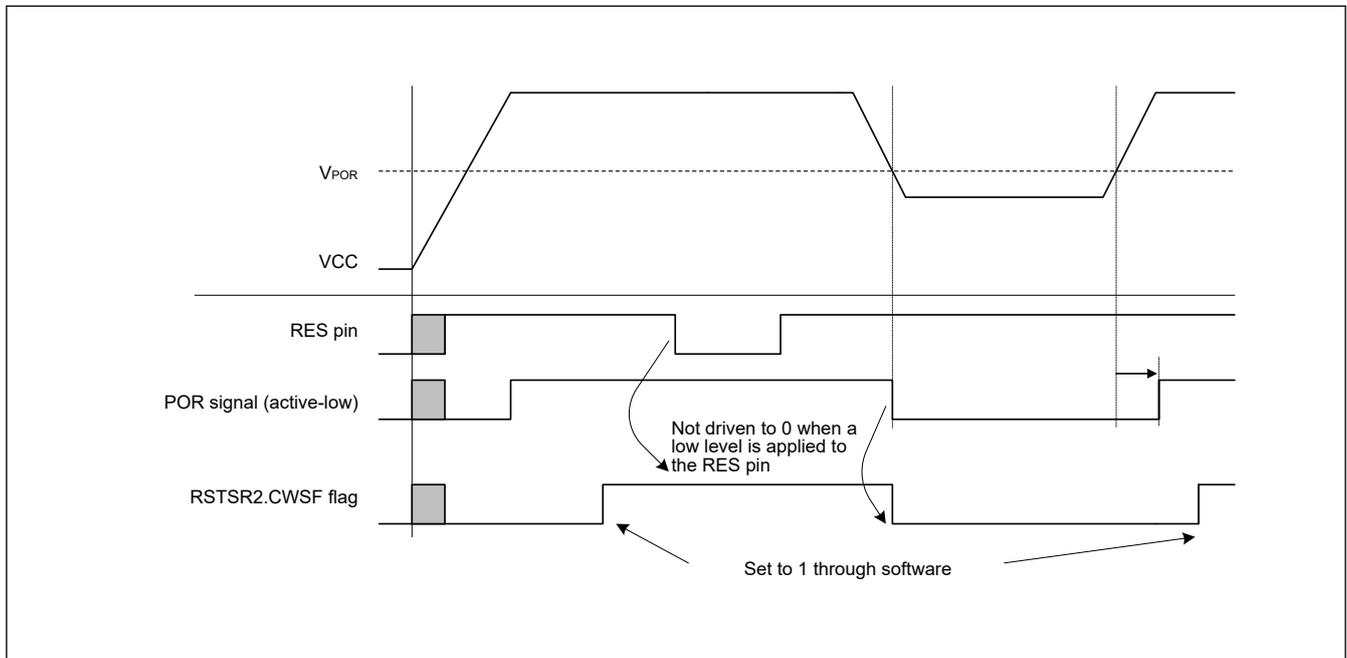 VPOR
VCC
RES pin
POR signal (active-low)
Not driven to 0 when a
low level is applied to
the RES pin
RSTSR2.CWSF flag
Set to 1 through software